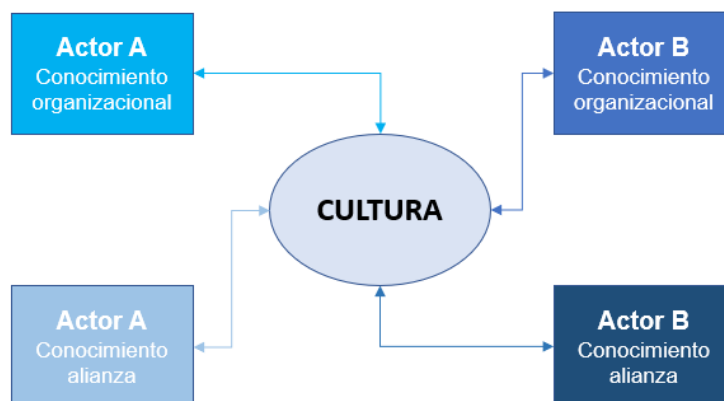 Actor A
Conocimiento
organizacional
Actor B
Conocimiento
organizacional
CULTURA
Actor A
Conocimiento
alianza
Actor B
Conocimiento
alianza